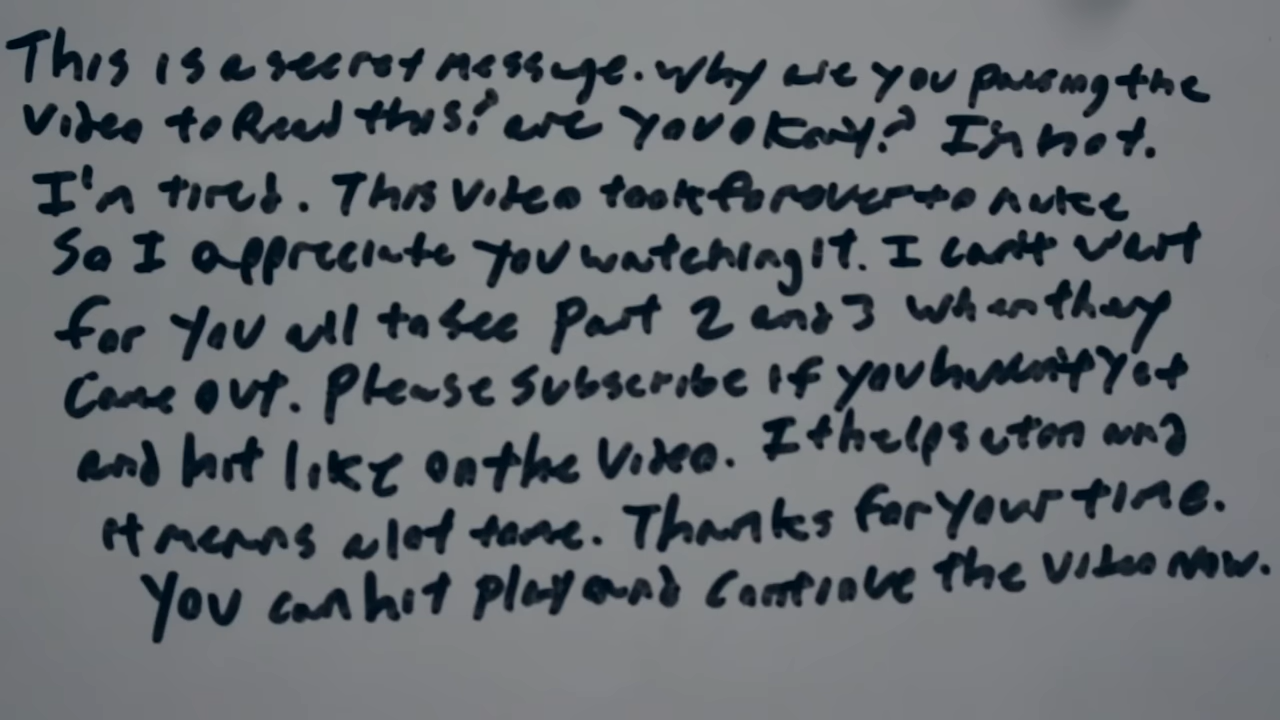 This is a secret message. Why are you pausing the
video to Read this? are you okay? I'm not.
I'm tired. This video took forever to make
So I appreciate you watching it. I can't wait
for you all to see part 2 and 3 when they
Come out. Please subscribe if you haven't yet
and hit like on the video. It helps a ton and
it means a lot to me. Thanks for your time.
You can hit play and continue the video now.